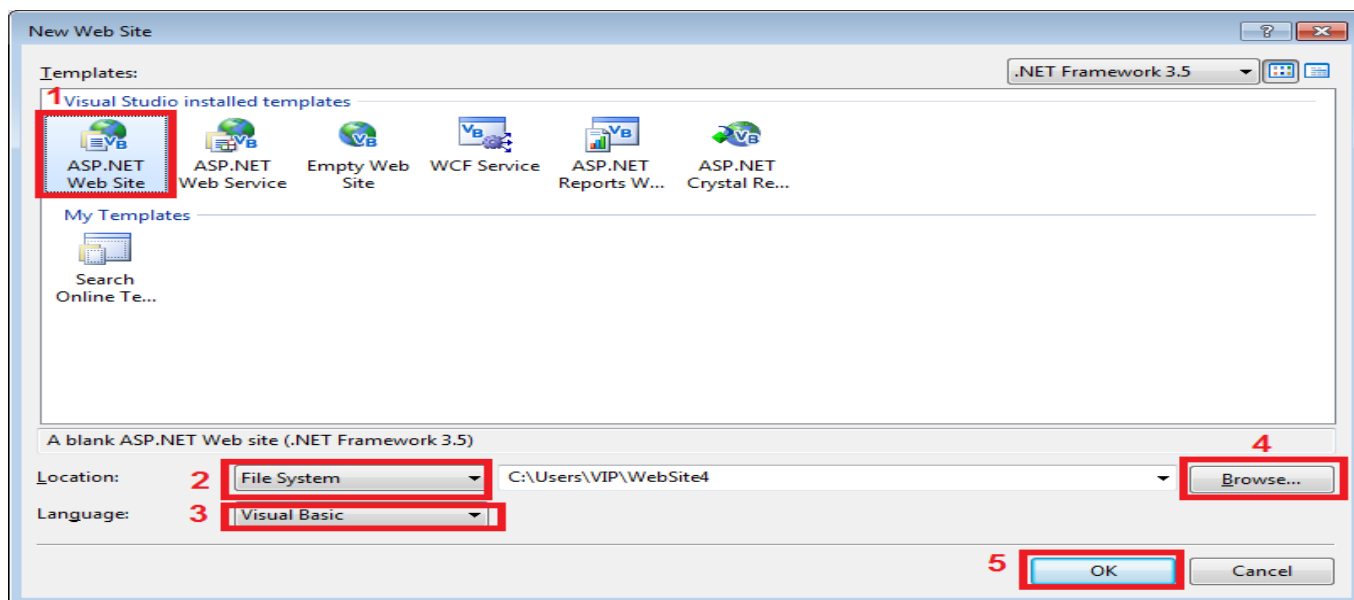 New Web Site
Templates:
.NET Framework 3.5
1
Visual Studio installed templates
ASP.NET Web Site
ASP.NET Web Service
Empty Web Site
WCF Service
ASP.NET Reports W...
ASP.NET Crystal Re...
My Templates
Search Online Te...
A blank ASP.NET Web site (.NET Framework 3.5)
4
Location:
2
File System
C:\Users\VIP\WebSite4
Browse...
Language:
3
Visual Basic
5
OK
Cancel